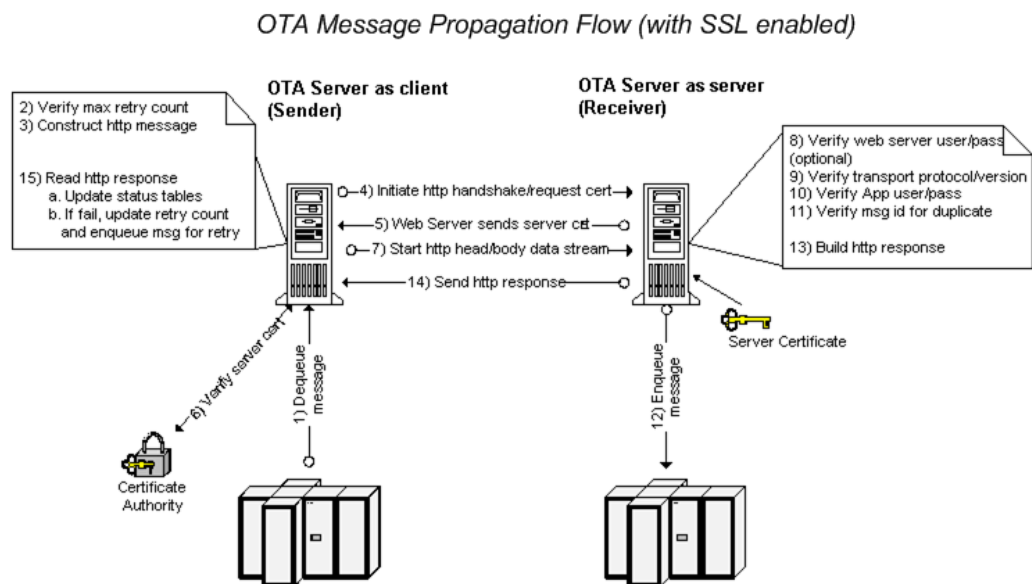 OTA Message Propagation Flow (with SSL enabled)
OTA Server as client
(Sender)
OTA Server as server
(Receiver)
2) Verify max retry count
3) Construct http message
15) Read http response
a. Update status tables
b. If fail, update retry count
and enqueue msg for retry
4) Initiate http handshake/request cert
5) Web Server sends server cert
7) Start http head/body data stream
14) Send http response
8) Verify web server user/pass
(optional)
9) Verify transport protocol/version
10) Verify App user/pass
11) Verify msg id for duplicate
13) Build http response
Server Certificate
6) Verify server cert
1) Dequeue
message
12) Enqueue
message
Certificate
Authority